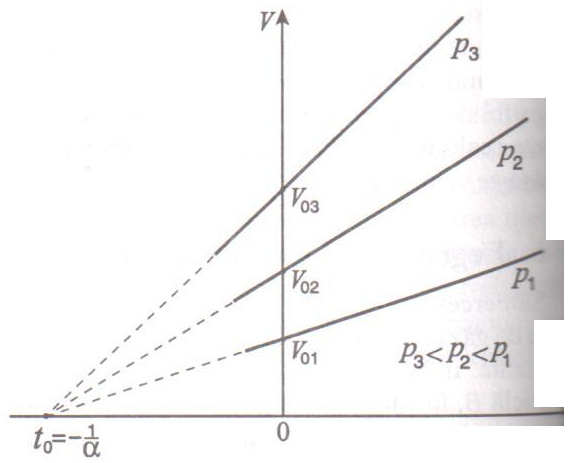 V
p₃
p₂
V₀₃
V₀₂
p₁
V₀₁
p₃<p₂<p₁
t₀=-1/α
0